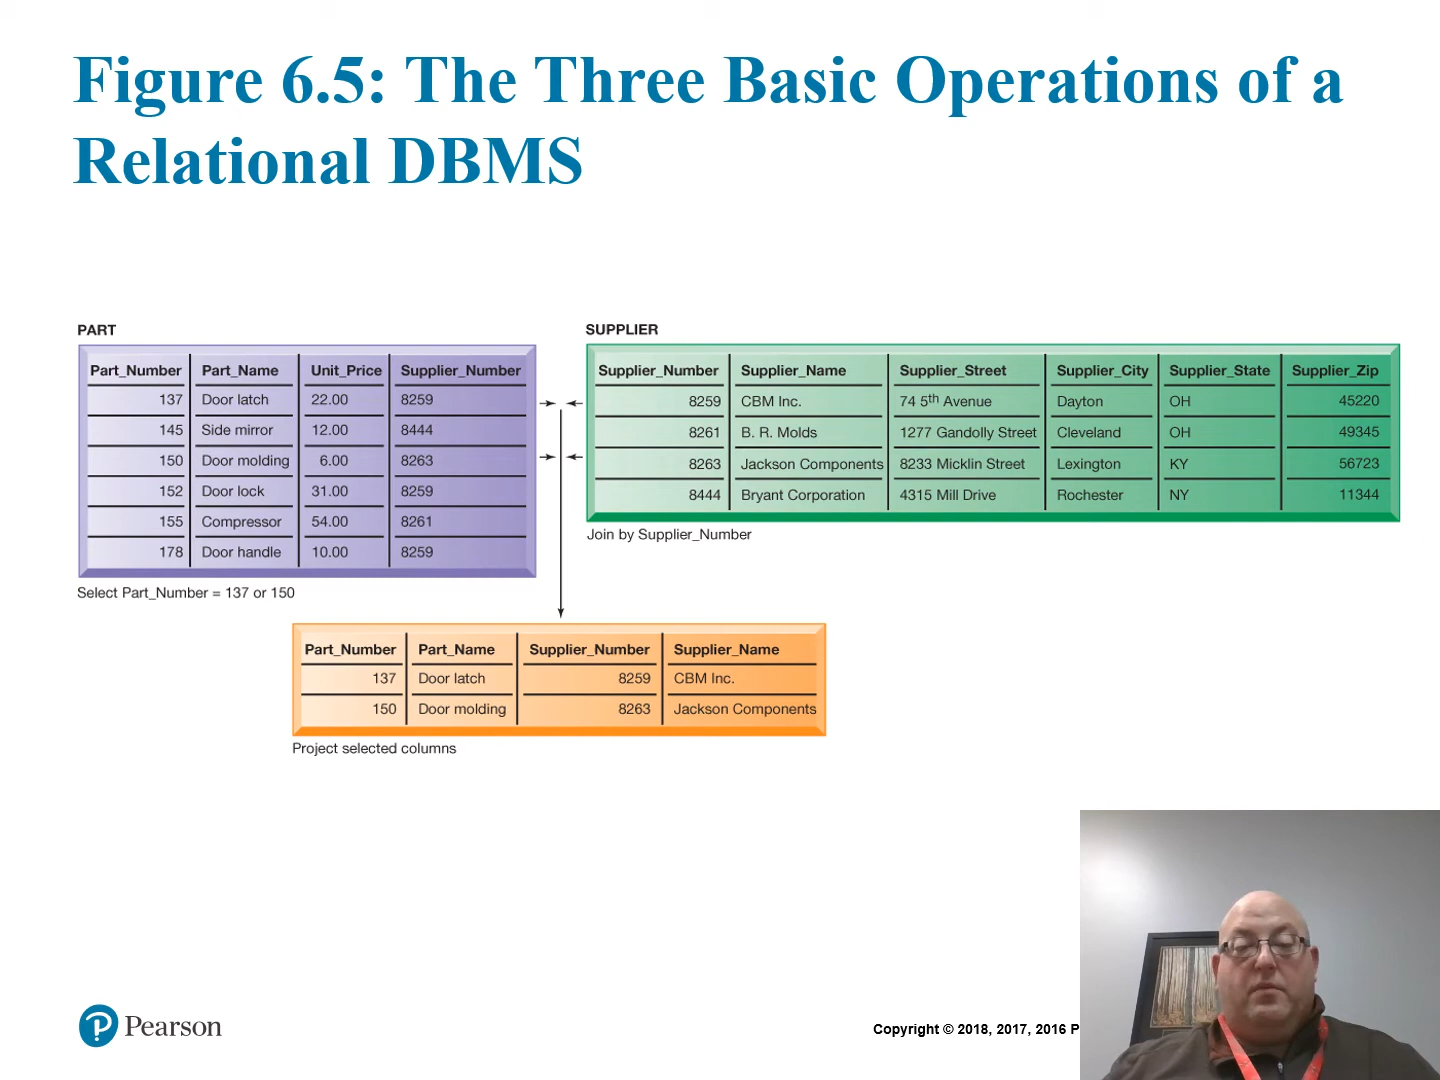 Figure 6.5: The Three Basic Operations of a
Relational DBMS
PART
Part_Number Part_Name Unit_Price Supplier_Number
137 Door latch 22.00 8259
145 Side mirror 12.00 8444
150 Door molding 6.00 8263
152 Door lock 31.00 8259
155 Compressor 54.00 8261
178 Door handle 10.00 8259
Select Part_Number = 137 or 150
SUPPLIER
Supplier_Number Supplier_Name Supplier_Street Supplier_City Supplier_State Supplier_Zip
8259 CBM Inc. 74 5th Avenue Dayton OH 45220
8261 B. R. Molds 1277 Gandolly Street Cleveland OH 49345
8263 Jackson Components 8233 Micklin Street Lexington KY 56723
8444 Bryant Corporation 4315 Mill Drive Rochester NY 11344
Join by Supplier_Number
Part_Number Part_Name Supplier_Number Supplier_Name
137 Door latch 8259 CBM Inc.
150 Door molding 8263 Jackson Components
Project selected columns
Pearson
Copyright © 2018, 2017, 2016 P